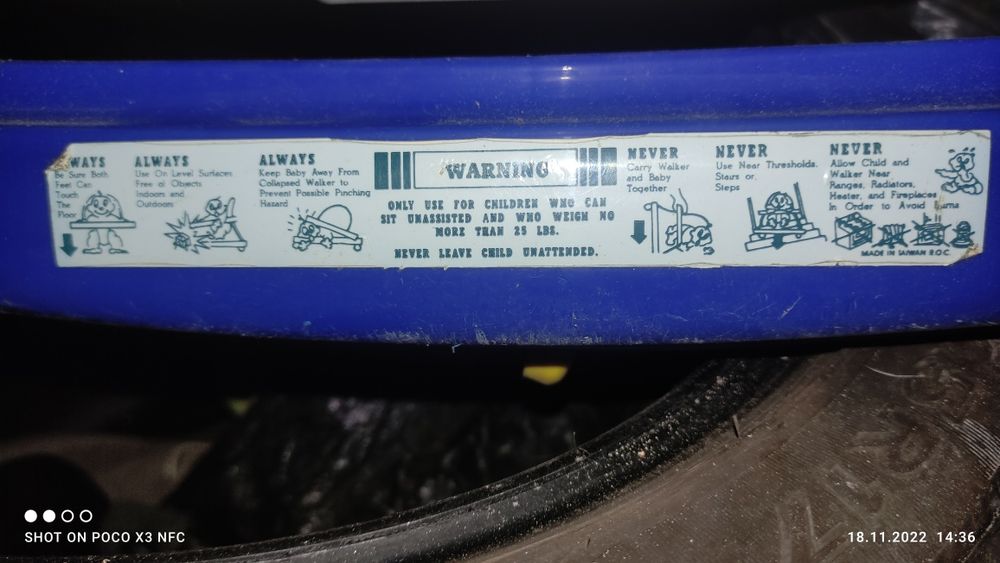 WAYS
Be Sure Both
Feet Can
Touch
The
Floor
ALWAYS
Use On Level Surfaces
Free of Objects
Indoors and
Outdoors
ALWAYS
Keep Baby Away From
Collapsed Walker to
Prevent Possible Punching
Hazard
WARNING
ONLY USE FOR CHILDREN WHO CAN
SIT UNASSISTED AND WHO WEIGH NO
MORE THAN 25 LBS.
NEVER LEAVE CHILD UNATTENDED.
NEVER
Carry Walker
and Baby
Together
NEVER
Use Near Thresholds.
Stairs or
Steps
NEVER
Allow Child and
Walker Near
Ranges, Radiators,
Heater, and Fireplaces
In Order to Avoid
MADE IN TAIWAN R.O.C.
SHOT ON POCO X3 NFC
18.11.2022 14:36